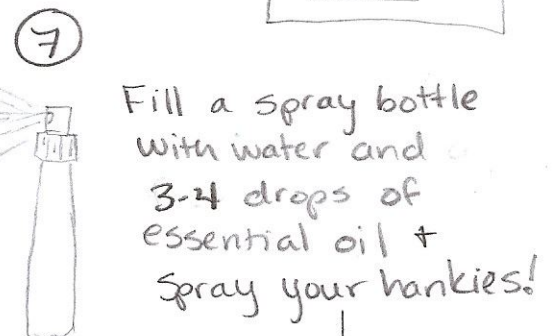 7
Fill a spray bottle
with water and
3-4 drops of
essential oil +
spray your hankies!